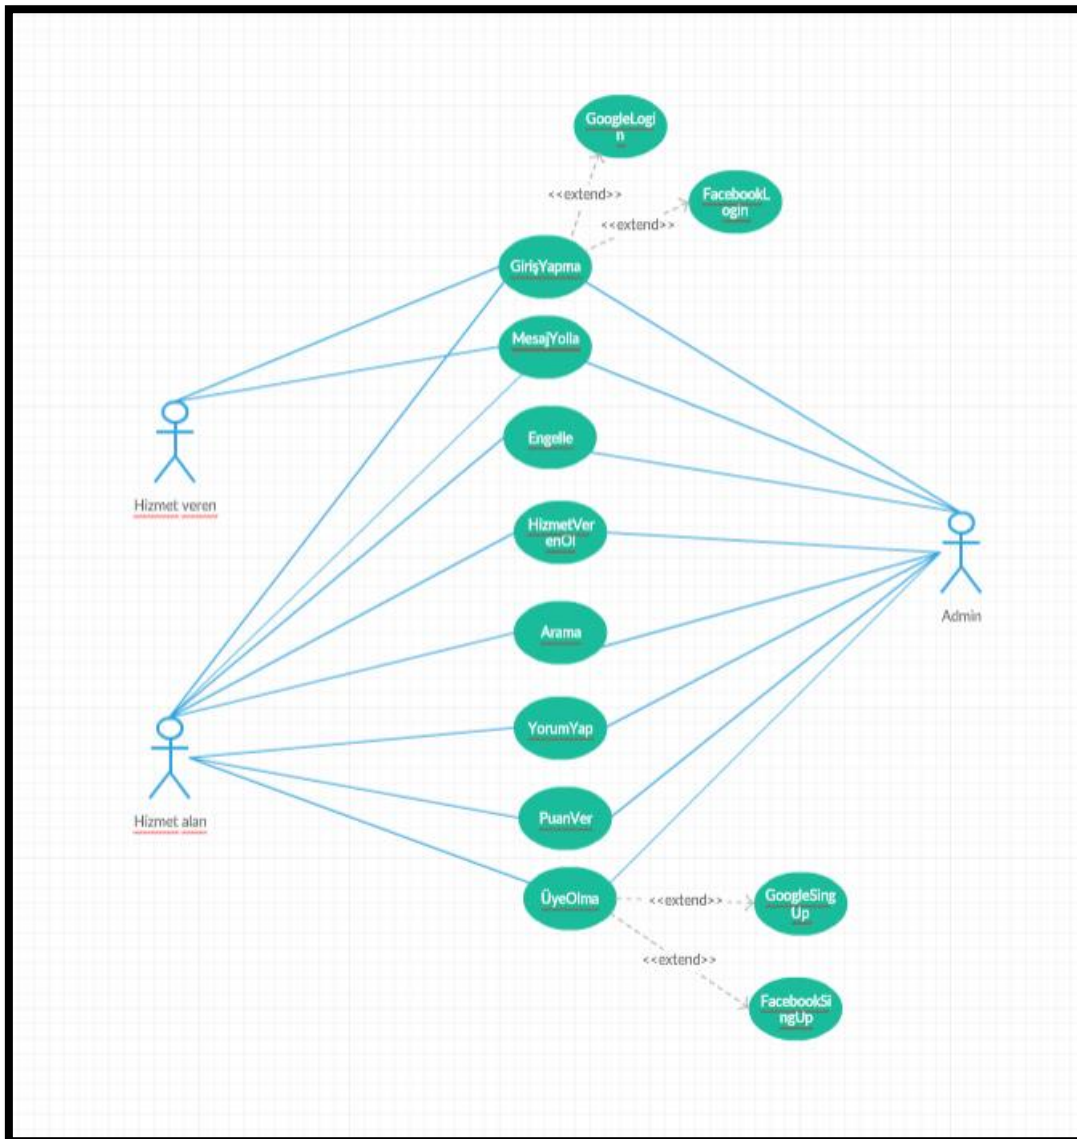 GoogleLogi
n
<<extend>>
FacebookL
ogin
<<extend>>
GirişYapma
MesajYolla
Engelle
Hizmet veren
HizmetVer
enOl
Admin
Arama
YorumYap
Hizmet alan
PuanVer
ÜyeOlma
<<extend>>
GoogleSing
Up
<<extend>>
FacebookSi
ngUp